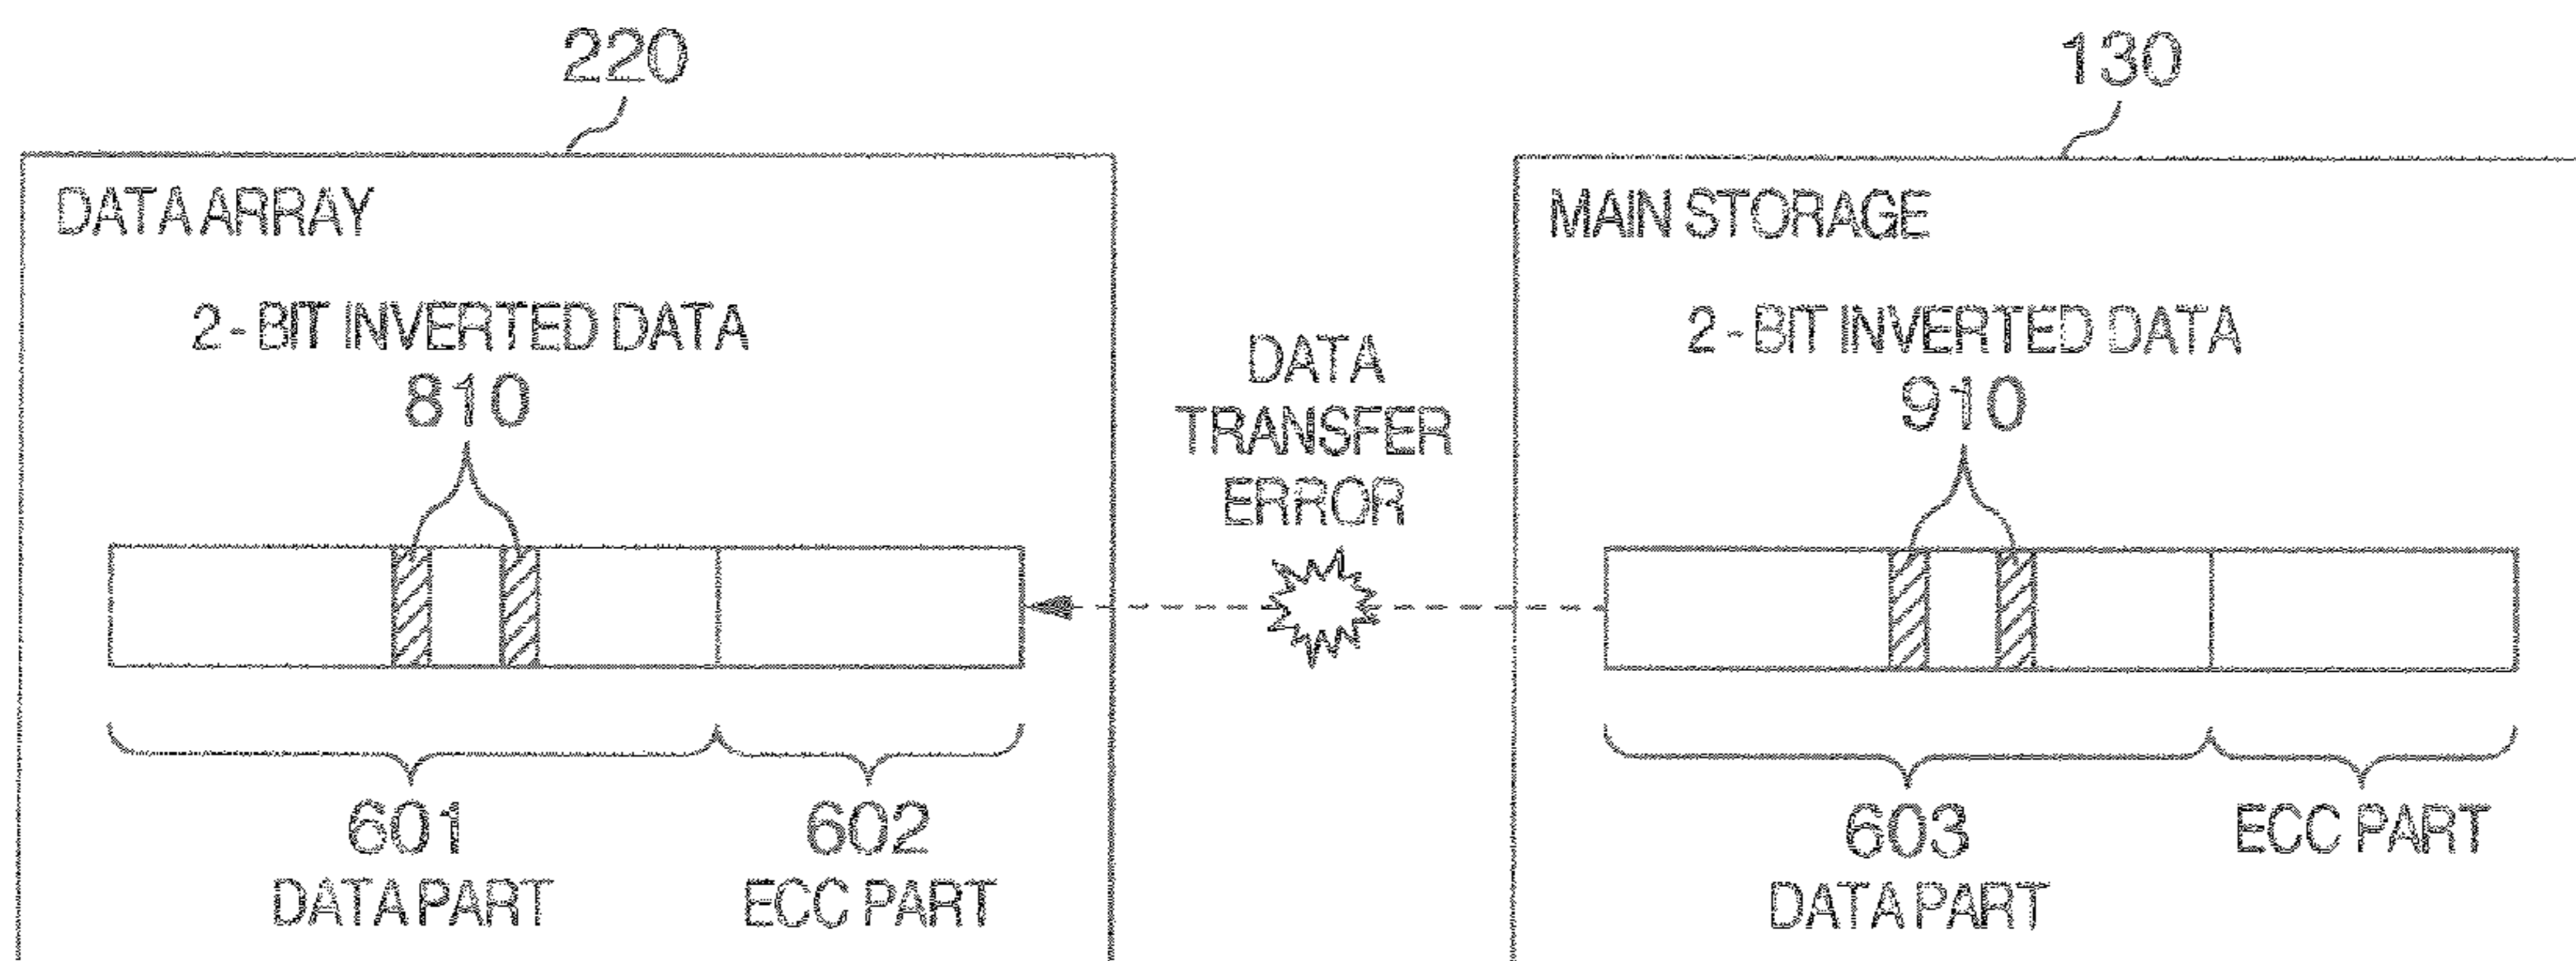 220
130
DATA ARRAY
MAIN STORAGE
2 - BIT INVERTED DATA
810
DATA
TRANSFER
ERROR
2 - BIT INVERTED DATA
910
601
DATA PART
602
ECC PART
603
DATA PART
ECC PART